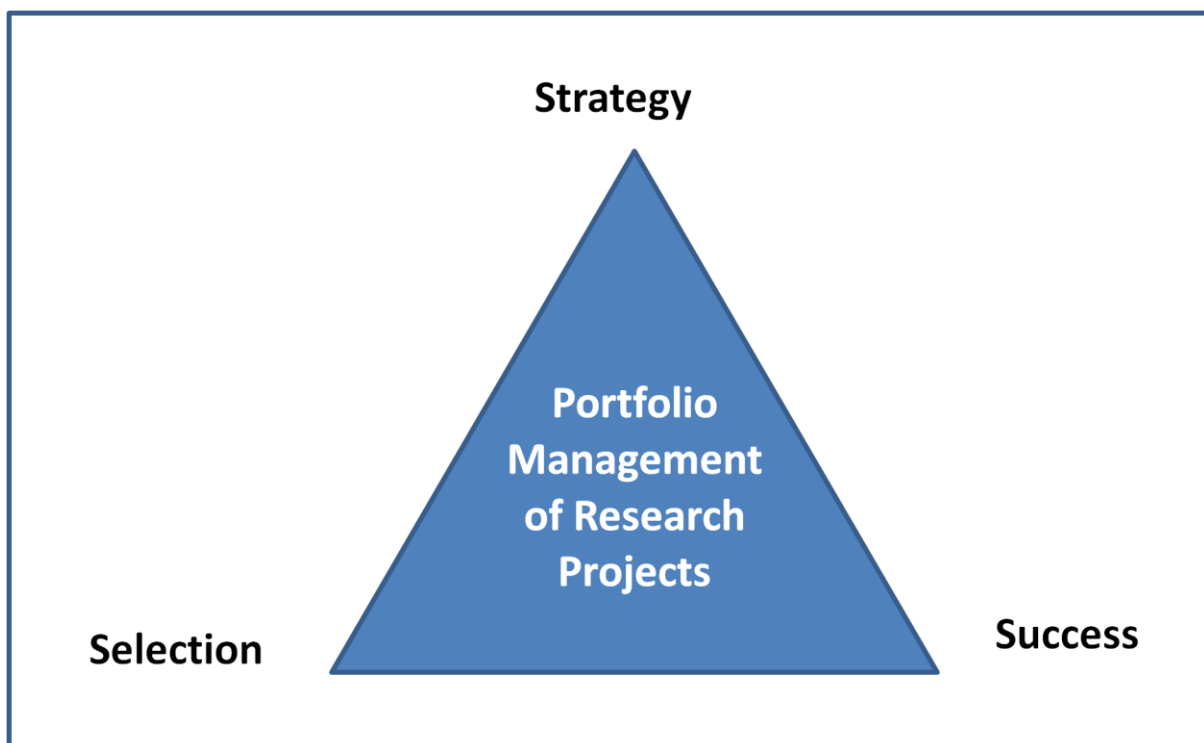 Strategy
Portfolio
Management
of Research
Projects
Selection
Success